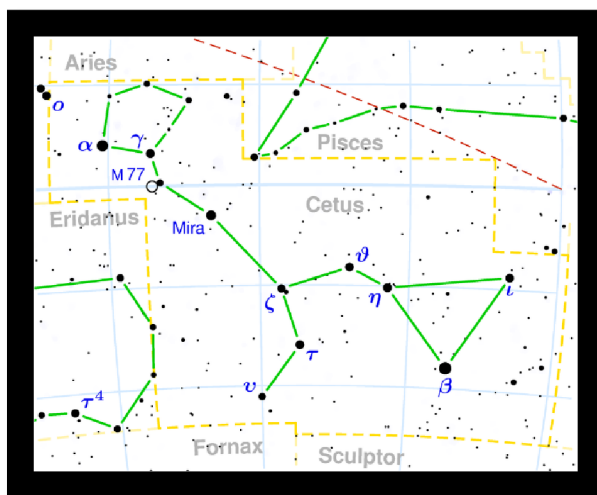 Aries
ο
α
γ
Pisces
M 77
Eridanus
Cetus
Mira
ϑ
ζ
η
ι
τ
β
υ
τ⁴
Fornax
Sculptor